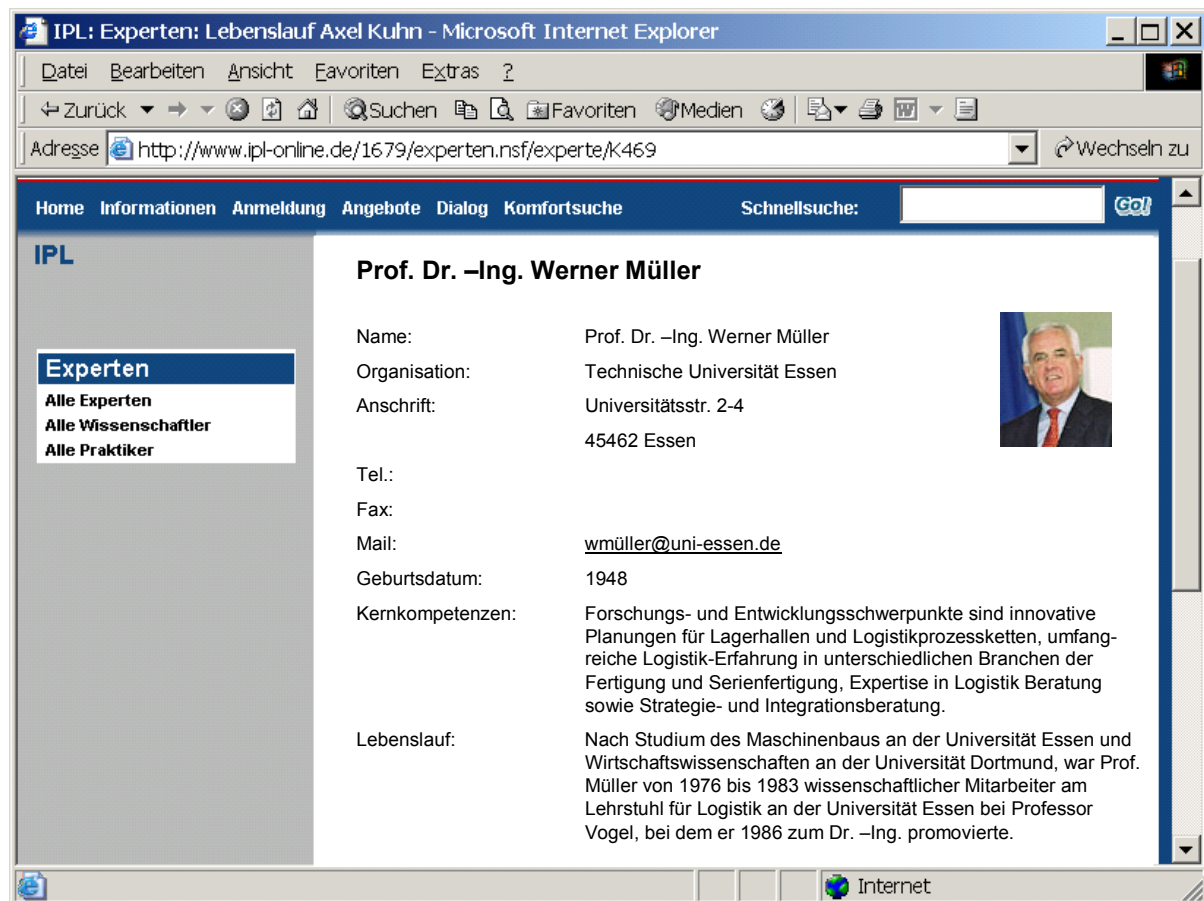 IPL: Experten: Lebenslauf Axel Kuhn - Microsoft Internet Explorer
Datei Bearbeiten Ansicht Favoriten Extras ?
Zurück Suchen Favoriten Medien
Adresse http://www.ipl-online.de/1679/experten.nsf/experte/K469 Wechseln zu
Home Informationen Anmeldung Angebote Dialog Komfortsuche Schnellsuche: Go!
IPL
Experten
Alle Experten
Alle Wissenschaftler
Alle Praktiker
Prof. Dr. –Ing. Werner Müller
Name: Prof. Dr. –Ing. Werner Müller
Organisation: Technische Universität Essen
Anschrift: Universitätsstr. 2-4
45462 Essen
Tel.:
Fax:
Mail: wmüller@uni-essen.de
Geburtsdatum: 1948
Kernkompetenzen: Forschungs- und Entwicklungsschwerpunkte sind innovative
Planungen für Lagerhallen und Logistikprozessketten, umfang-
reiche Logistik-Erfahrung in unterschiedlichen Branchen der
Fertigung und Serienfertigung, Expertise in Logistik Beratung
sowie Strategie- und Integrationsberatung.
Lebenslauf: Nach Studium des Maschinenbaus an der Universität Essen und
Wirtschaftswissenschaften an der Universität Dortmund, war Prof.
Müller von 1976 bis 1983 wissenschaftlicher Mitarbeiter am
Lehrstuhl für Logistik an der Universität Essen bei Professor
Vogel, bei dem er 1986 zum Dr. –Ing. promovierte.
Internet